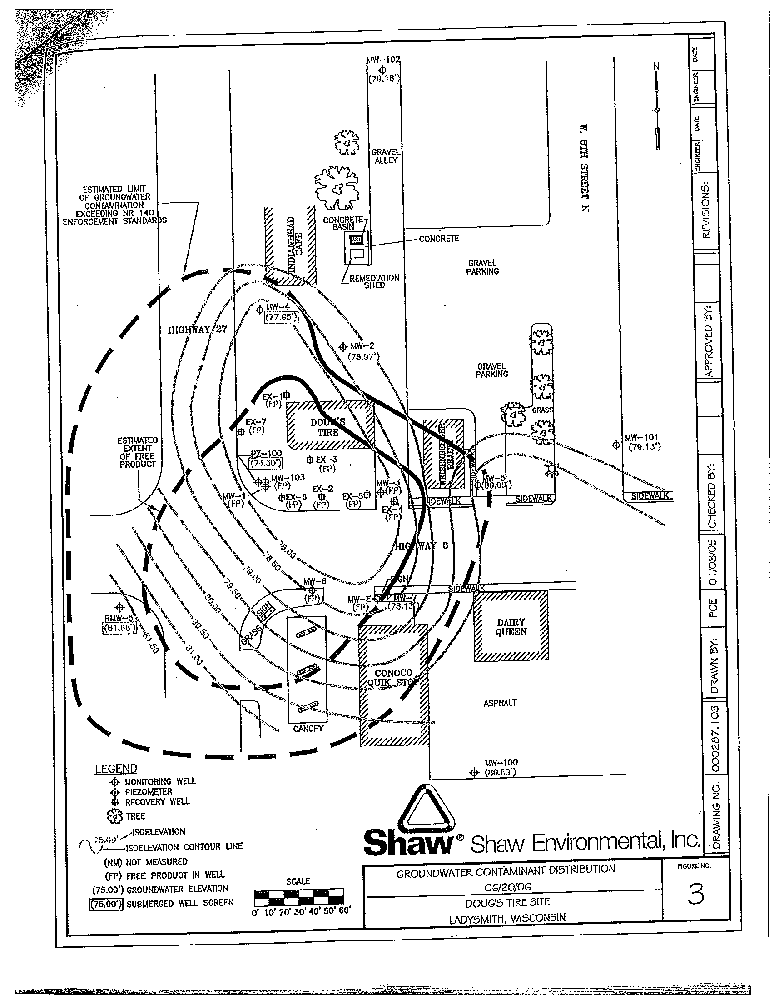 MW-102
(79.16')
N
DATE
ENGINEER
DATE
ENGINEER
REVISIONS:
APPROVED BY:
CHECKED BY:
01/03/05
PCE
DRAWN BY:
000287.103
DRAWING NO.
W. 8TH STREET N
GRAVEL
ALLEY
ESTIMATED LIMIT
OF GROUNDWATER
CONTAMINATION
EXCEEDING NR 140
ENFORCEMENT STANDARDS
INDIANHEAD
CAFE
CONCRETE
BASIN
AST
CONCRETE
REMEDIATION
SHED
GRAVEL
PARKING
MW-4
(77.95')
HIGHWAY 27
MW-2
(78.97')
GRAVEL
PARKING
EX-1
(FP)
DOUG'S
TIRE
EX-7
(FP)
GRASS
WEISENBERGER
REALTY
MW-101
(79.13')
ESTIMATED
EXTENT
OF FREE
PRODUCT
PZ-100
(74.30')
EX-3
(FP)
SIDEWALK
MW-103
(FP)
MW-5
(80.09')
MW-3
(FP)
EX-2
(FP)
MW-1
(FP)
EX-6
(FP)
EX-5
(FP)
EX-4
(FP)
SIDEWALK
SIDEWALK
SIDEWALK
HIGHWAY 8
78.00
78.50
79.00
79.50
80.00
80.50
81.00
81.50
MW-6
(FP)
SIGN
SIDEWALK
MW-E
(FP)
MW-7
(78.13')
RMW-5
(81.66')
SIGN
GRASS
DAIRY
QUEEN
CONOCO
QUIK STOP
ASPHALT
CANOPY
MW-100
(80.80')
LEGEND
MONITORING WELL
PIEZOMETER
RECOVERY WELL
TREE
75.00' ISOELEVATION
ISOELEVATION CONTOUR LINE
(NM) NOT MEASURED
(FP) FREE PRODUCT IN WELL
(75.00') GROUNDWATER ELEVATION
(75.00') SUBMERGED WELL SCREEN
SCALE
0' 10' 20' 30' 40' 50' 60'
Shaw® Shaw Environmental, Inc.
GROUNDWATER CONTAMINANT DISTRIBUTION
06/20/06
DOUG'S TIRE SITE
LADYSMITH, WISCONSIN
FIGURE NO.
3